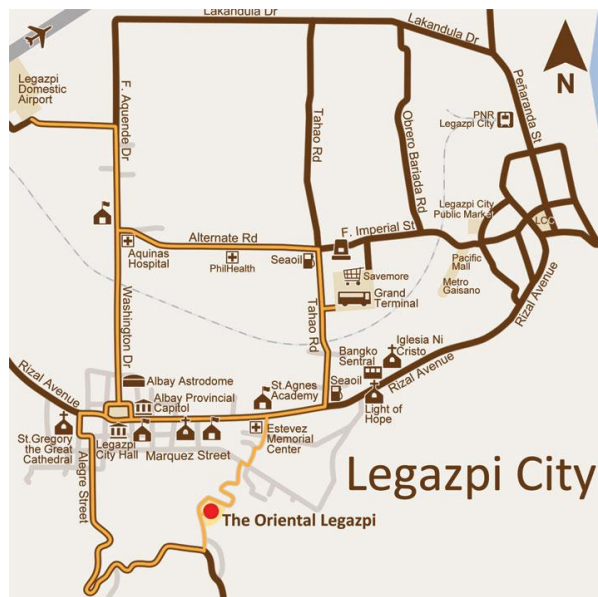 Lakandula Dr
Lakandula Dr
N
Legazpi
Domestic
Airport
F. Aquende Dr
Tahao Rd
Obrero Bariada Rd
Peñaranda St
PNR
Legazpi City
Legazpi City
Public Market
LCC
F. Imperial St
Alternate Rd
Aquinas
Hospital
PhilHealth
Seaoil
Savemore
Grand
Terminal
Pacific
Mall
Metro
Gaisano
Rizal Avenue
Washington Dr
Tahao Rd
Iglesia Ni
Cristo
Bangko
Sentral
Rizal Avenue
Rizal Avenue
Albay Astrodome
Albay Provincial
Capitol
St.Agnes
Academy
Seaoil
Light of
Hope
St.Gregory
the Great
Cathedral
Legazpi
City Hall
Marquez Street
Estevez
Memorial
Center
Alegre Street
Legazpi City
The Oriental Legazpi